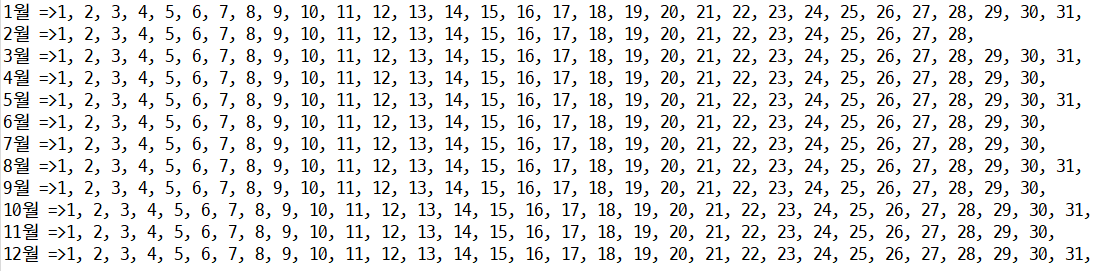 1월 =>1, 2, 3, 4, 5, 6, 7, 8, 9, 10, 11, 12, 13, 14, 15, 16, 17, 18, 19, 20, 21, 22, 23, 24, 25, 26, 27, 28, 29, 30, 31,
2월 =>1, 2, 3, 4, 5, 6, 7, 8, 9, 10, 11, 12, 13, 14, 15, 16, 17, 18, 19, 20, 21, 22, 23, 24, 25, 26, 27, 28,
3월 =>1, 2, 3, 4, 5, 6, 7, 8, 9, 10, 11, 12, 13, 14, 15, 16, 17, 18, 19, 20, 21, 22, 23, 24, 25, 26, 27, 28, 29, 30, 31,
4월 =>1, 2, 3, 4, 5, 6, 7, 8, 9, 10, 11, 12, 13, 14, 15, 16, 17, 18, 19, 20, 21, 22, 23, 24, 25, 26, 27, 28, 29, 30,
5월 =>1, 2, 3, 4, 5, 6, 7, 8, 9, 10, 11, 12, 13, 14, 15, 16, 17, 18, 19, 20, 21, 22, 23, 24, 25, 26, 27, 28, 29, 30, 31,
6월 =>1, 2, 3, 4, 5, 6, 7, 8, 9, 10, 11, 12, 13, 14, 15, 16, 17, 18, 19, 20, 21, 22, 23, 24, 25, 26, 27, 28, 29, 30,
7월 =>1, 2, 3, 4, 5, 6, 7, 8, 9, 10, 11, 12, 13, 14, 15, 16, 17, 18, 19, 20, 21, 22, 23, 24, 25, 26, 27, 28, 29, 30,
8월 =>1, 2, 3, 4, 5, 6, 7, 8, 9, 10, 11, 12, 13, 14, 15, 16, 17, 18, 19, 20, 21, 22, 23, 24, 25, 26, 27, 28, 29, 30, 31,
9월 =>1, 2, 3, 4, 5, 6, 7, 8, 9, 10, 11, 12, 13, 14, 15, 16, 17, 18, 19, 20, 21, 22, 23, 24, 25, 26, 27, 28, 29, 30,
10월 =>1, 2, 3, 4, 5, 6, 7, 8, 9, 10, 11, 12, 13, 14, 15, 16, 17, 18, 19, 20, 21, 22, 23, 24, 25, 26, 27, 28, 29, 30, 31,
11월 =>1, 2, 3, 4, 5, 6, 7, 8, 9, 10, 11, 12, 13, 14, 15, 16, 17, 18, 19, 20, 21, 22, 23, 24, 25, 26, 27, 28, 29, 30,
12월 =>1, 2, 3, 4, 5, 6, 7, 8, 9, 10, 11, 12, 13, 14, 15, 16, 17, 18, 19, 20, 21, 22, 23, 24, 25, 26, 27, 28, 29, 30, 31,